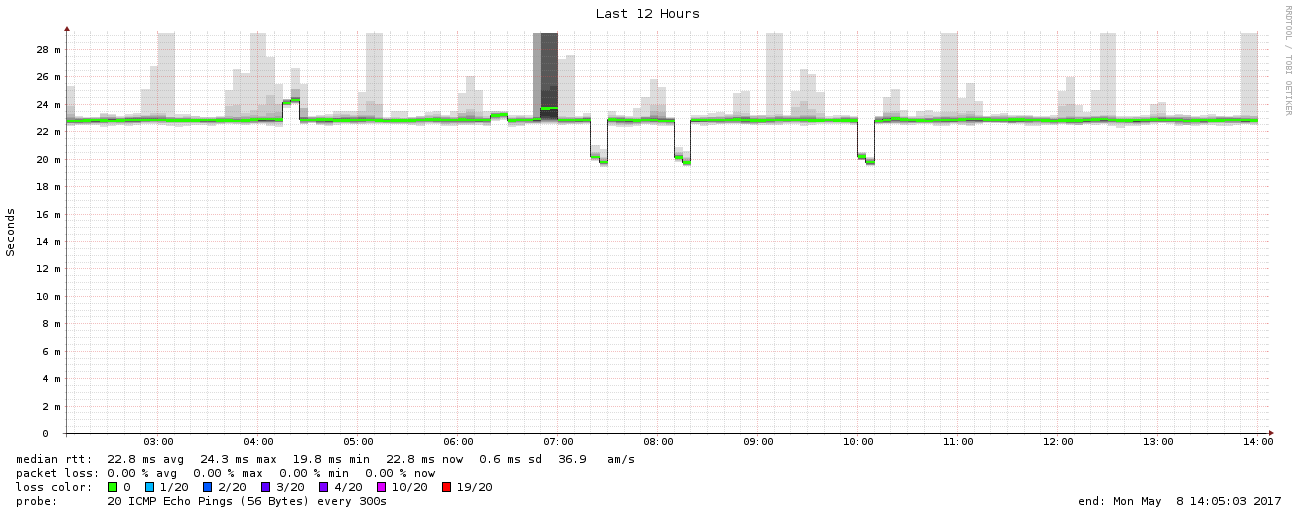 Last 12 Hours
RRDTOOL / TOBI OETIKER
Seconds
28 m
26 m
24 m
22 m
20 m
18 m
16 m
14 m
12 m
10 m
8 m
6 m
4 m
2 m
0
03:00 04:00 05:00 06:00 07:00 08:00 09:00 10:00 11:00 12:00 13:00 14:00
median rtt: 22.8 ms avg 24.3 ms max 19.8 ms min 22.8 ms now 0.6 ms sd 36.9 am/s
packet loss: 0.00 % avg 0.00 % max 0.00 % min 0.00 % now
loss color: 0 1/20 2/20 3/20 4/20 10/20 19/20
probe: 20 ICMP Echo Pings (56 Bytes) every 300s end: Mon May 8 14:05:03 2017